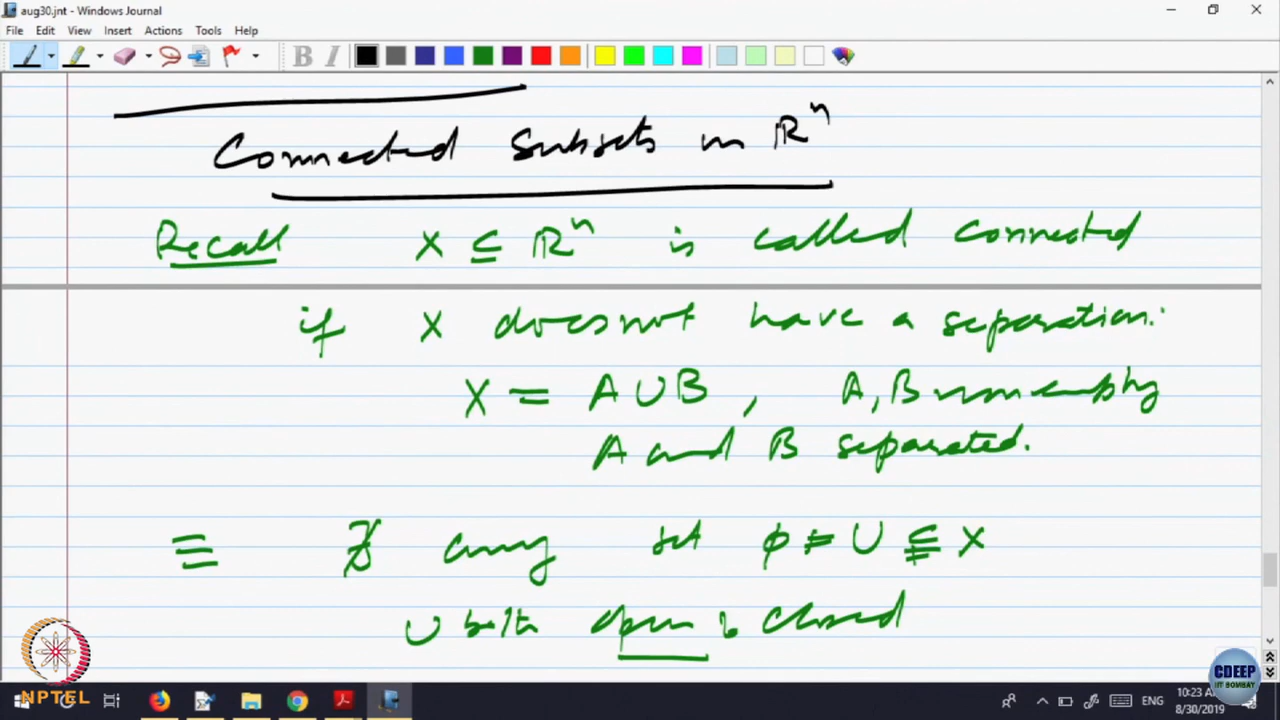 aug30.jnt - Windows Journal
File Edit View Insert Actions Tools Help
B I
Connected Subsets in ℝⁿ
Recall X ⊆ ℝⁿ is called connected
if X does not have a separation.
X = A ∪ B, A, B nonempty
A and B separated.
≡ ∄ any set φ ≠ U ⊊ X
U both open & closed
NPTEL
CDEEP
IIT BOMBAY
ENG
10:23 A
8/30/2019